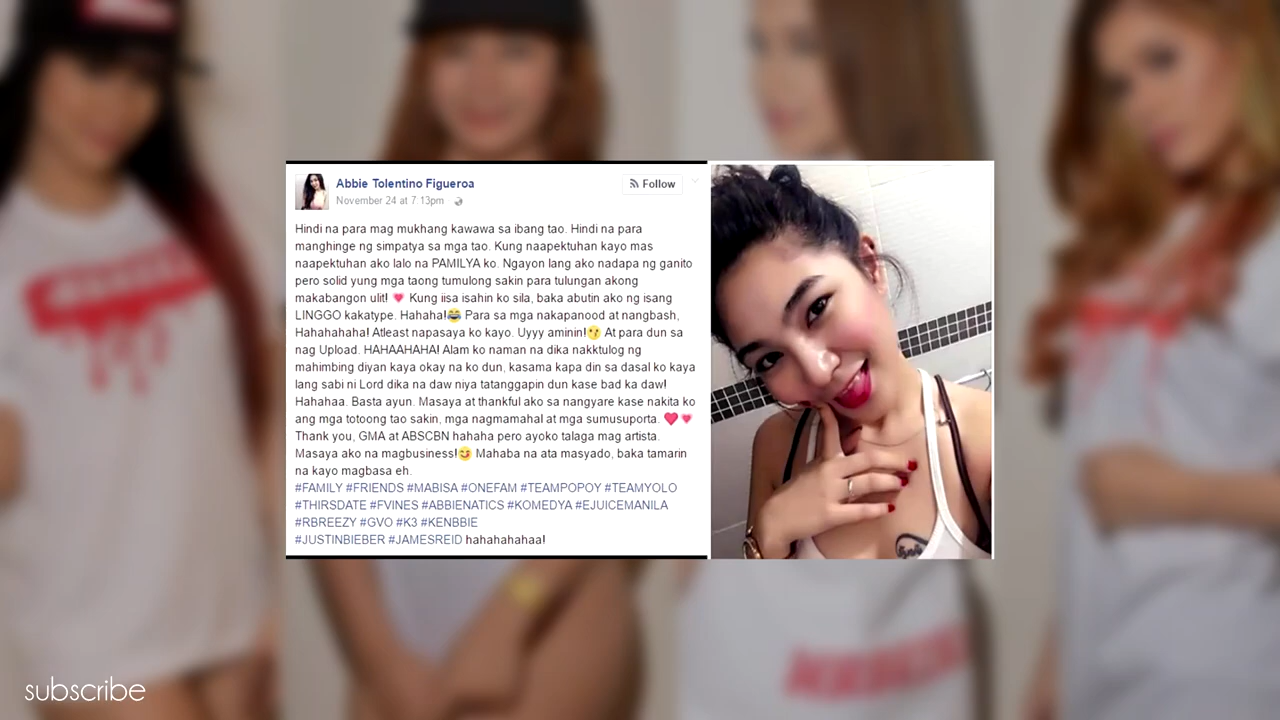 Abbie Tolentino Figueroa
Follow
November 24 at 7:13pm
Hindi na para mag mukhang kawawa sa ibang tao. Hindi na para
manghinge ng simpatya sa mga tao. Kung naapektuhan kayo mas
naapektuhan ako lalo na PAMILYA ko. Ngayon lang ako nadapa ng ganito
pero solid yung mga taong tumulong sakin para tulungan akong
makabangon ulit! 💗 Kung iisa isahin ko sila, baka abutin ako ng isang
LINGGO kakatype. Hahaha!😂 Para sa mga nakapanood at nangbash,
Hahahahaha! Atleast napasaya ko kayo. Uyyy aminin!😗 At para dun sa
nag Upload. HAHAAHAHA! Alam ko naman na dika nakktulog ng
mahimbing diyan kaya okay na ko dun, kasama kapa din sa dasal ko kaya
lang sabi ni Lord dika na daw niya tatanggapin dun kase bad ka daw!
Hahahaa. Basta ayun. Masaya at thankful ako sa nangyare kase nakita ko
ang mga totoong tao sakin, mga nagmamahal at mga sumusuporta. ❤💗
Thank you, GMA at ABSCBN hahaha pero ayoko talaga mag artista.
Masaya ako na magbusiness!😋 Mahaba na ata masyado, baka tamarin
na kayo magbasa eh.
#FAMILY #FRIENDS #MABISA #ONEFAM #TEAMPOPOY #TEAMYOLO
#THIRSDATE #FVINES #ABBIENATICS #KOMEDYA #EJUICEMANILA
#RBREEZY #GVO #K3 #KENBBIE
#JUSTINBIEBER #JAMESREID hahahahahaa!
subscribe